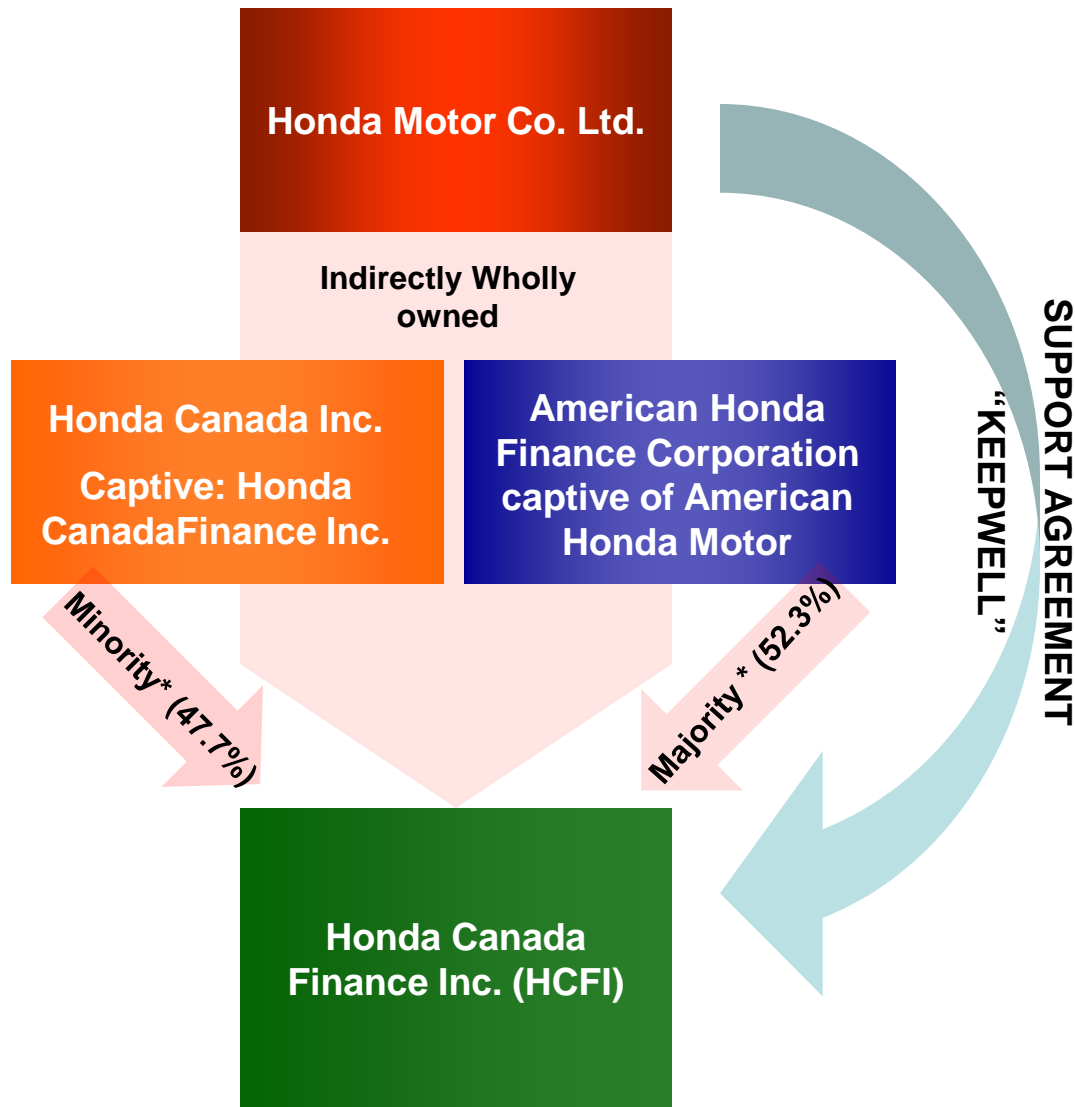 Honda Motor Co. Ltd.
Indirectly Wholly
owned
Honda Canada Inc.
Captive: Honda
CanadaFinance Inc.
American Honda
Finance Corporation
captive of American
Honda Motor
Minority* (47.7%)
Majority * (52.3%)
SUPPORT AGREEMENT
“KEEPWELL”
Honda Canada
Finance Inc. (HCFI)